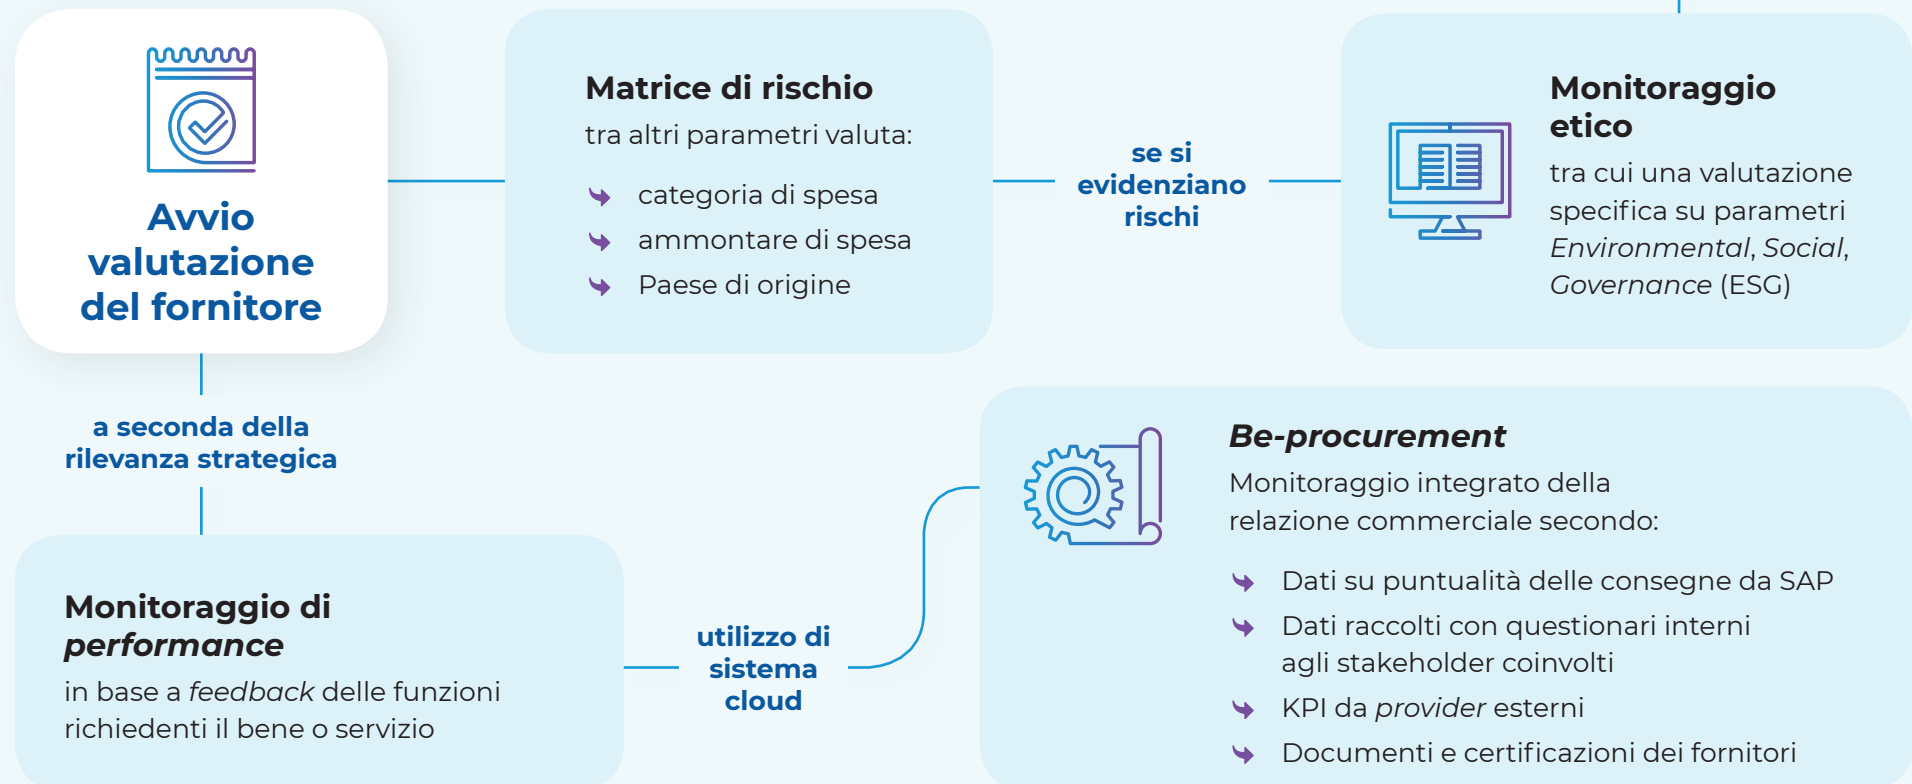 Avvio
valutazione
del fornitore
Matrice di rischio
tra altri parametri valuta:
categoria di spesa
ammontare di spesa
Paese di origine
se si
evidenziano
rischi
Monitoraggio
etico
tra cui una valutazione
specifica su parametri
Environmental, Social,
Governance (ESG)
a seconda della
rilevanza strategica
Monitoraggio di
performance
in base a feedback delle funzioni
richiedenti il bene o servizio
utilizzo di
sistema
cloud
Be-procurement
Monitoraggio integrato della
relazione commerciale secondo:
Dati su puntualità delle consegne da SAP
Dati raccolti con questionari interni
agli stakeholder coinvolti
KPI da provider esterni
Documenti e certificazioni dei fornitori